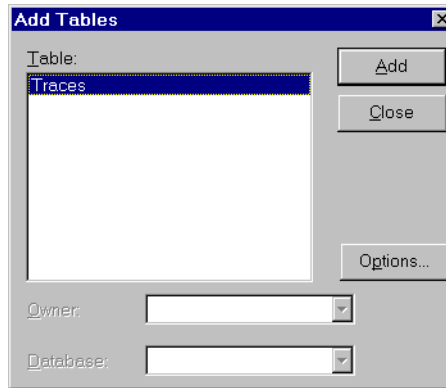 Add Tables
Table:
Traces
Add
Close
Options...
Owner:
Database: